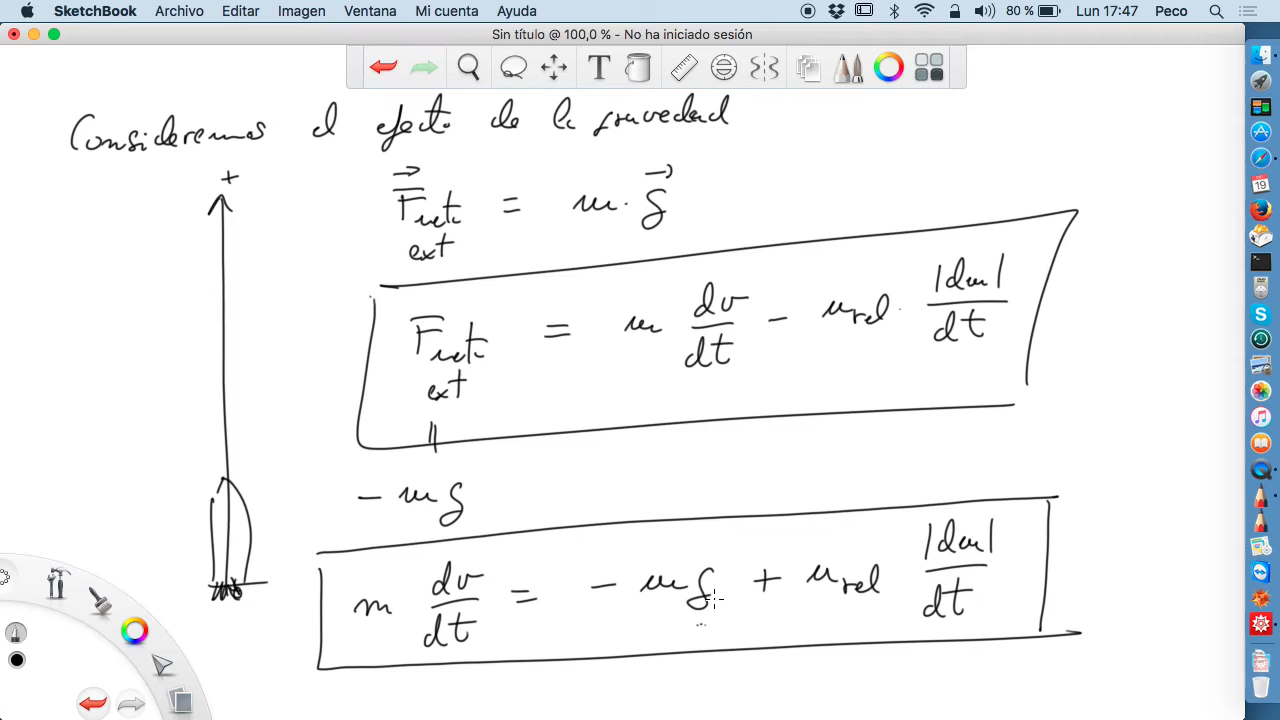 SketchBook Archivo Editar Imagen Ventana Mi cuenta Ayuda 80 % Lun 17:47 Peco
Sin título @ 100,0 % - No ha iniciado sesión
Consideremos el efecto de la gravedad
+
F⃗neta ext = m · g⃗
Fneta ext = m dv/dt - urel · |dm|/dt
||
- mg
m dv/dt = - mg + urel |dm|/dt